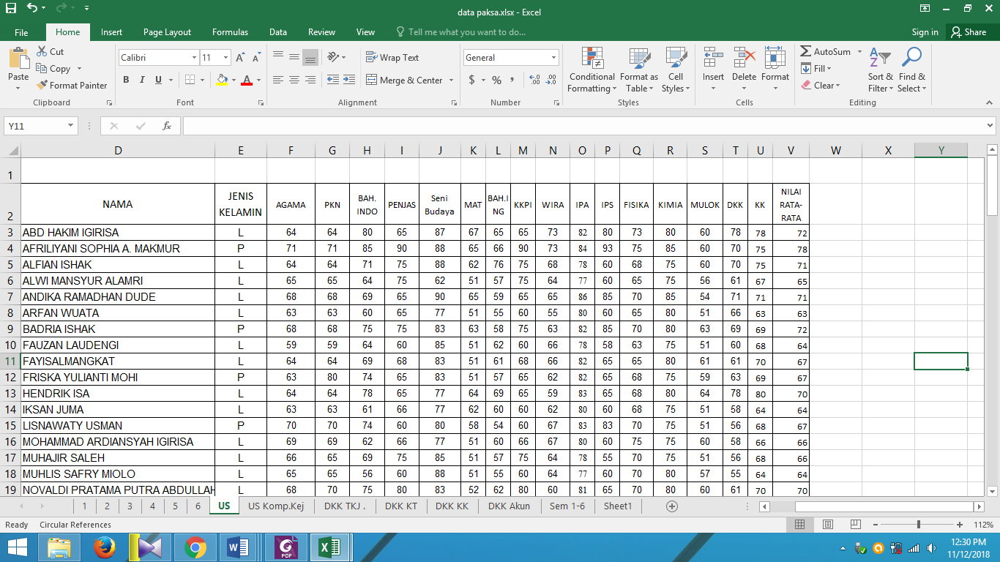 data paksa.xlsx - Excel
File Home Insert Page Layout Formulas Data Review View Tell me what you want to do... Sign in Share
Paste Cut Copy Format Painter Clipboard
Calibri 11 B I U A Font
Wrap Text Merge & Center Alignment
General $ % , Number
Conditional Formatting Format as Table Cell Styles Styles
Insert Delete Format Cells
AutoSum Fill Clear Sort & Filter Find & Select Editing
Y11 fx
D E F G H I J K L M N O P Q R S T U V W X Y
1
2 NAMA JENIS KELAMIN AGAMA PKN BAH. INDO PENJAS Seni Budaya MAT BAH.I NG KKPI WIRA IPA IPS FISIKA KIMIA MULOK DKK KK NILAI RATA-RATA
3 ABD HAKIM IGIRISA L 64 64 80 65 87 67 65 65 73 82 80 73 80 60 78 78 72
4 AFRILIYANI SOPHIA A. MAKMUR P 71 71 85 90 88 65 66 90 73 84 93 75 85 60 70 75 78
5 ALFIAN ISHAK L 64 64 71 75 88 62 76 75 68 78 60 68 75 60 70 75 71
6 ALWI MANSYUR ALAMRI L 65 65 64 75 62 51 57 75 64 77 60 65 75 56 61 67 65
7 ANDIKA RAMADHAN DUDE L 68 68 69 65 90 65 59 65 65 86 85 70 85 54 71 71 71
8 ARFAN WUATA L 63 63 60 65 77 51 55 60 55 80 60 65 80 51 66 63 63
9 BADRIA ISHAK P 68 68 75 75 83 63 58 75 63 82 85 70 80 63 69 69 72
10 FAUZAN LAUDENGI L 59 59 64 60 85 51 62 60 66 78 58 63 75 51 60 68 64
11 FAYISALMANGKAT L 64 64 69 68 83 51 61 68 66 82 65 65 80 61 61 70 67
12 FRISKA YULIANTI MOHI P 63 80 74 65 83 51 57 65 62 82 65 68 75 59 63 69 67
13 HENDRIK ISA L 64 64 78 65 77 64 69 65 59 83 65 68 80 64 78 80 70
14 IKSAN JUMA L 63 63 61 66 77 62 60 60 62 80 60 68 75 51 58 64 64
15 LISNAWATY USMAN P 70 70 74 60 80 58 54 60 67 83 83 70 75 51 56 68 67
16 MOHAMMAD ARDIANSYAH IGIRISA L 69 69 62 66 77 51 60 66 67 80 60 75 75 60 58 66 66
17 MUHAJIR SALEH L 66 65 69 75 85 51 57 75 64 78 55 70 75 51 56 68 66
18 MUHLIS SAFRY MIOLO L 65 65 56 60 88 51 55 60 64 77 60 70 80 57 55 64 64
19 NOVALDI PRATAMA PUTRA ABDULLAH L 68 70 75 80 83 52 62 80 60 81 65 70 80 60 61 70 70
1 2 3 4 5 6 US US Komp.Kej DKK TKJ . DKK KT DKK KK DKK Akun Sem 1-6 Sheet1
Ready Circular References 112%
PDF
12:30 PM
11/12/2018